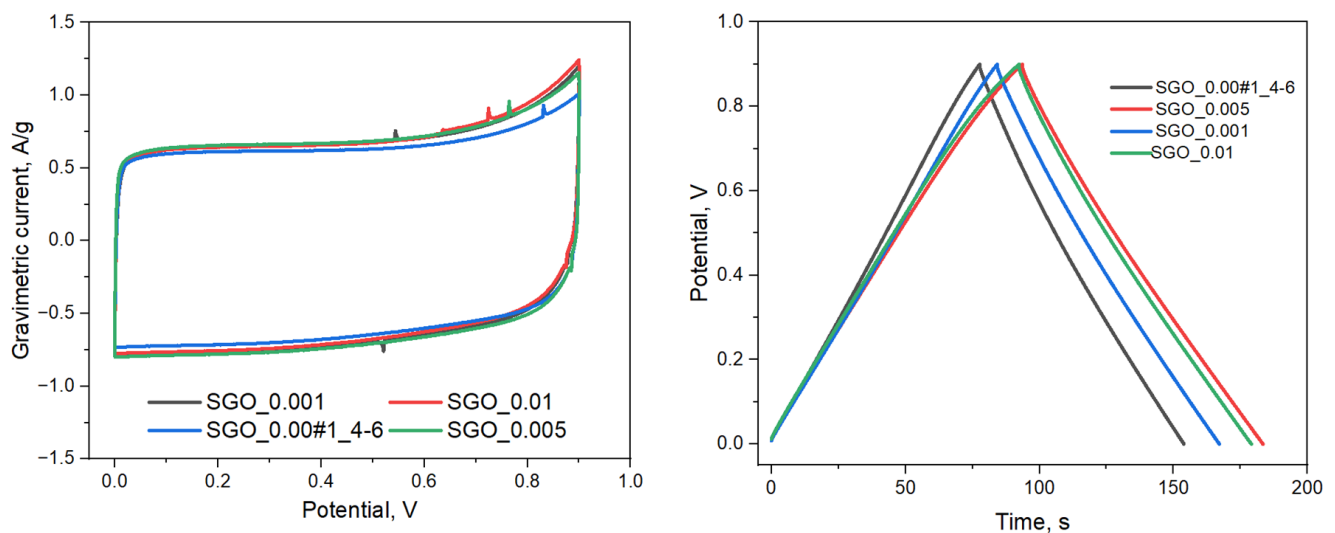 1.5
1.0
0.5
0.0
−0.5
−1.0
−1.5
Gravimetric current, A/g
SGO_0.001
SGO_0.01
SGO_0.00#1_4-6
SGO_0.005
0.0
0.2
0.4
0.6
0.8
1.0
Potential, V
1.0
0.8
0.6
0.4
0.2
0.0
Potential, V
SGO_0.00#1_4-6
SGO_0.005
SGO_0.001
SGO_0.01
0
50
100
150
200
Time, s